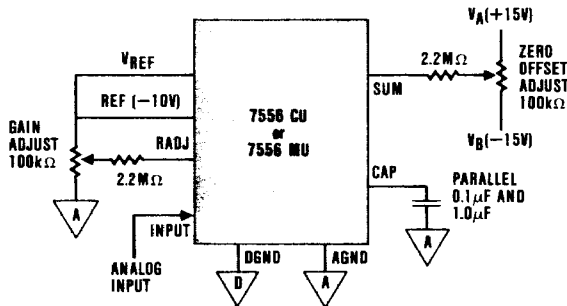 VREF
REF (−10V)
GAIN
ADJUST
100kΩ
RADJ
2.2MΩ
A
INPUT
ANALOG
INPUT
7556 CU
or
7556 MU
DGND
D
AGND
A
SUM
2.2MΩ
VA(+15V)
ZERO
OFFSET
ADJUST
100kΩ
VB(−15V)
CAP
PARALLEL
0.1μF AND
1.0μF
A